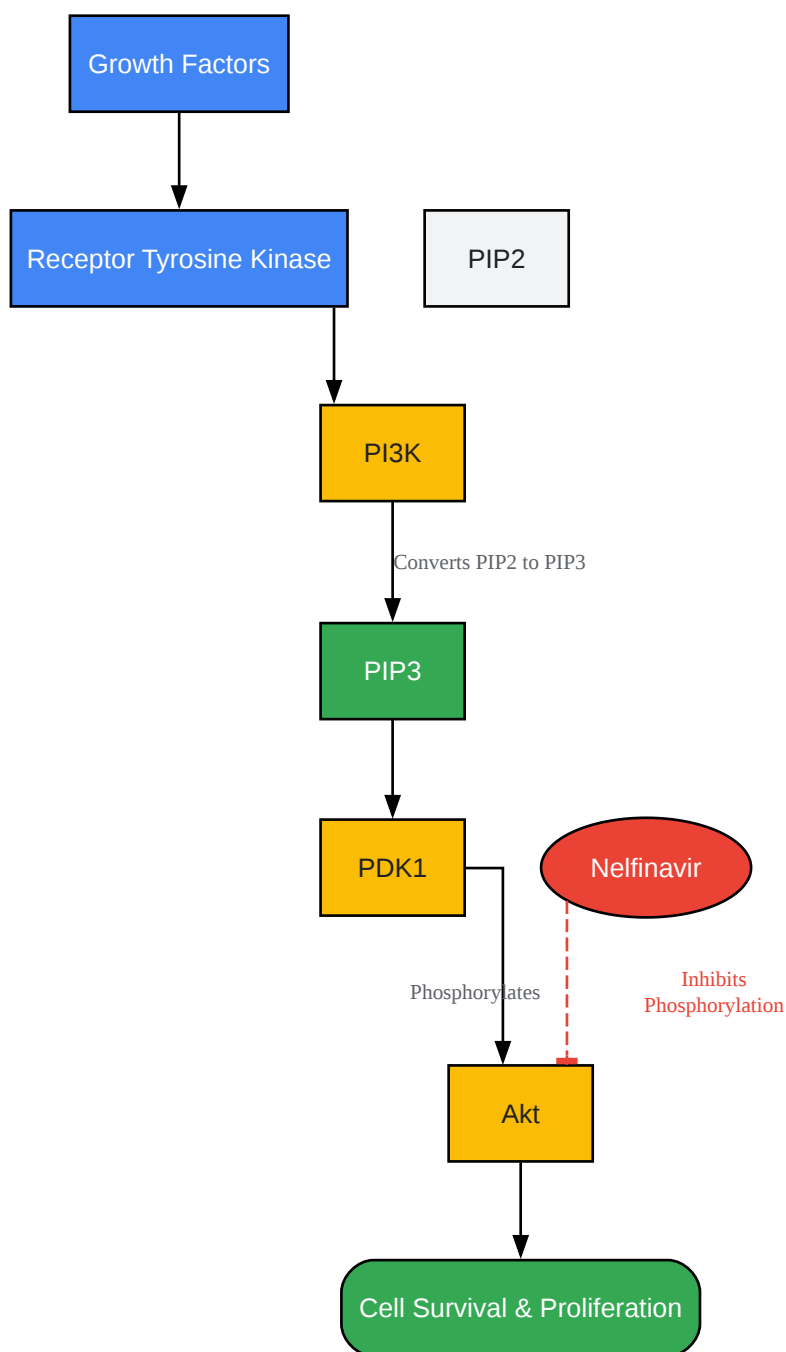 Growth Factors
Receptor Tyrosine Kinase
PIP2
PI3K
Converts PIP2 to PIP3
PIP3
PDK1
Nelfinavir
Phosphorylates
Inhibits
Phosphorylation
Akt
Cell Survival & Proliferation